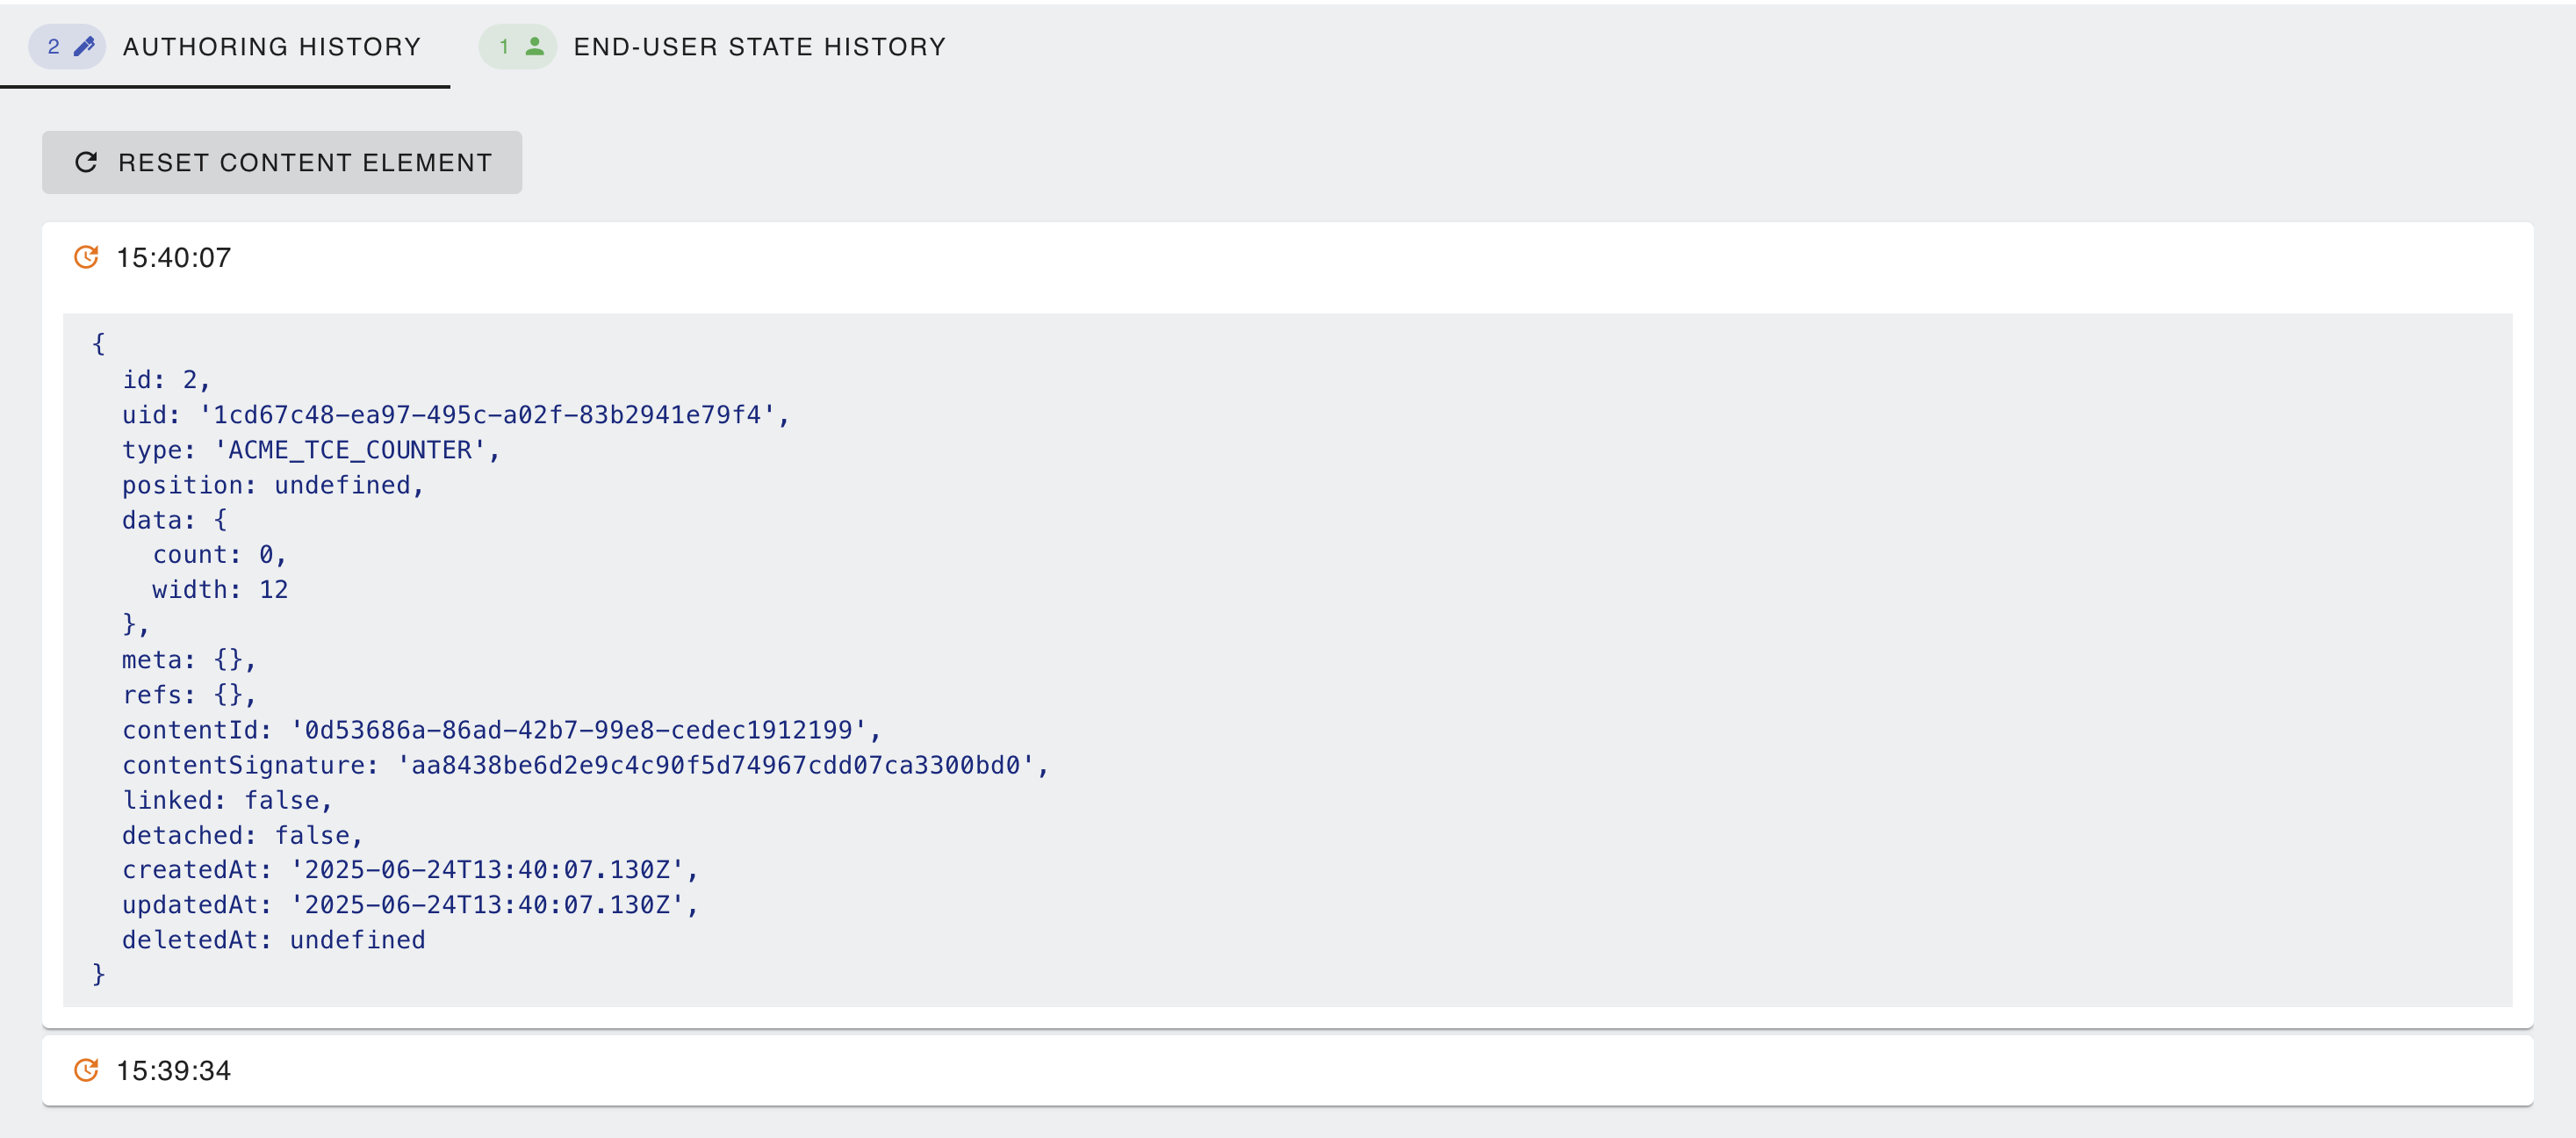 2 AUTHORING HISTORY 1 END-USER STATE HISTORY
RESET CONTENT ELEMENT
15:40:07
{
  id: 2,
  uid: '1cd67c48-ea97-495c-a02f-83b2941e79f4',
  type: 'ACME_TCE_COUNTER',
  position: undefined,
  data: {
    count: 0,
    width: 12
  },
  meta: {},
  refs: {},
  contentId: '0d53686a-86ad-42b7-99e8-cedec1912199',
  contentSignature: 'aa8438be6d2e9c4c90f5d74967cdd07ca3300bd0',
  linked: false,
  detached: false,
  createdAt: '2025-06-24T13:40:07.130Z',
  updatedAt: '2025-06-24T13:40:07.130Z',
  deletedAt: undefined
}
15:39:34